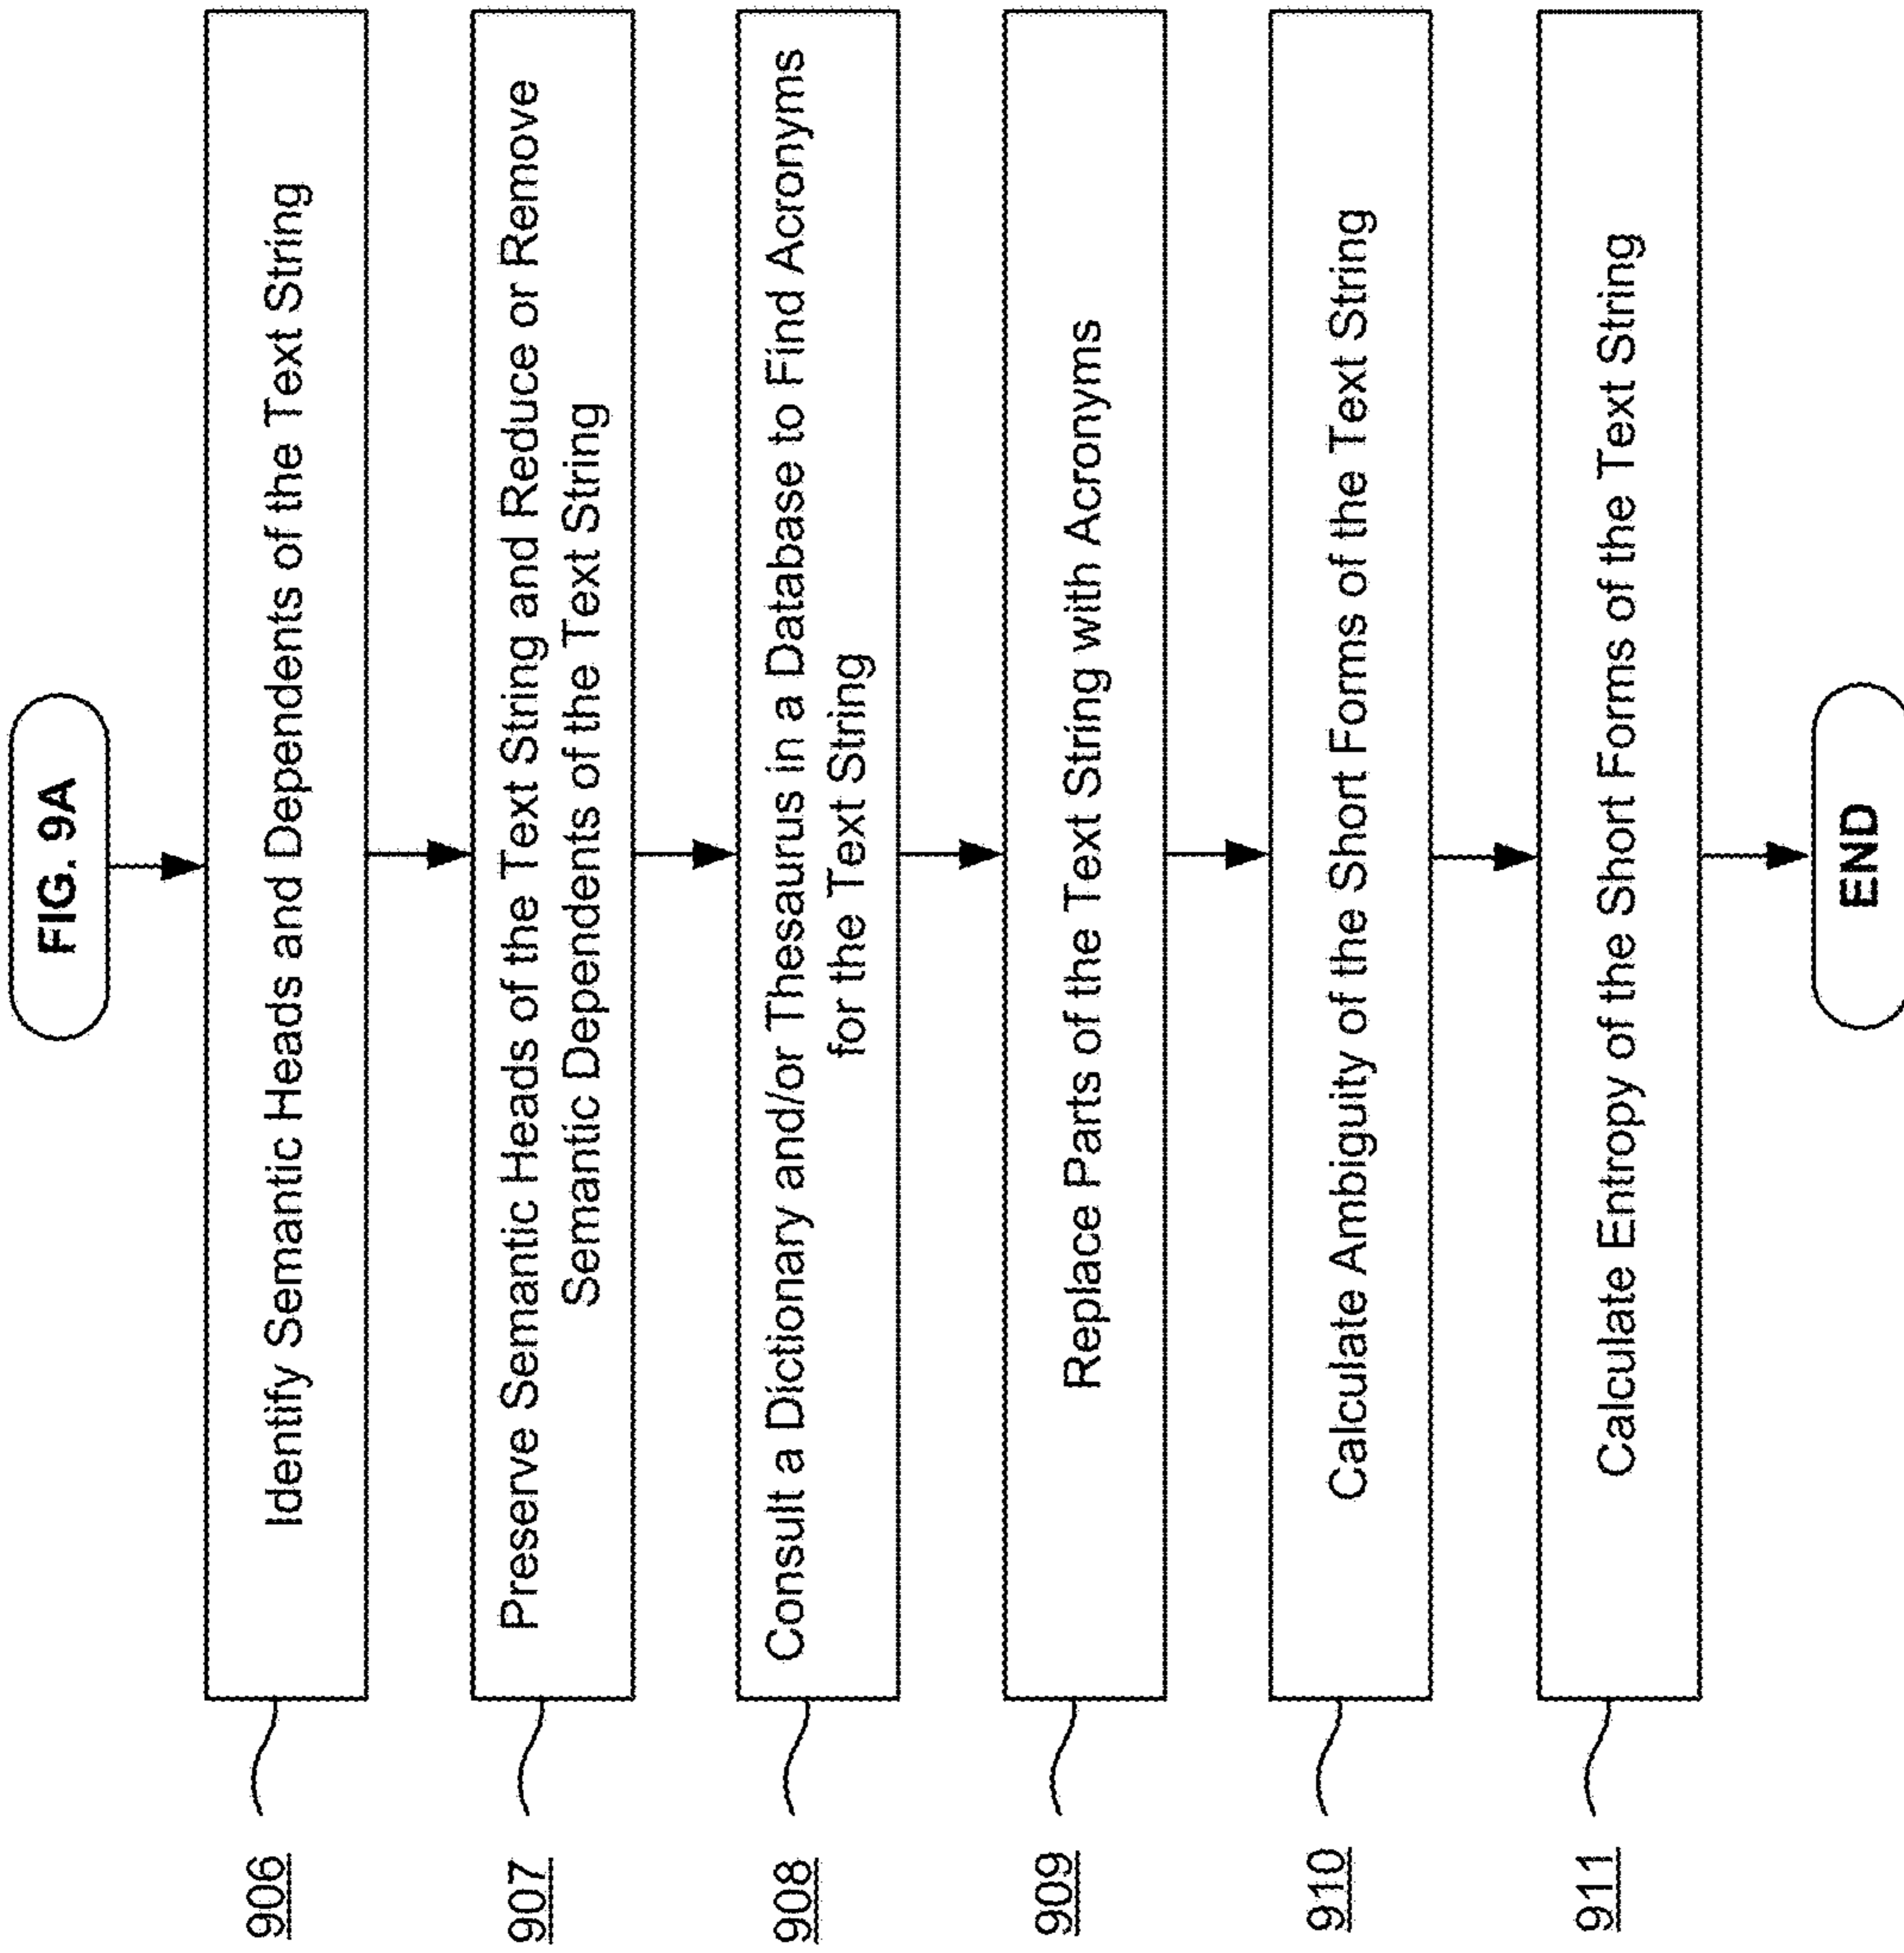 FIG. 9A
906
Identify Semantic Heads and Dependents of the Text String
907
Preserve Semantic Heads of the Text String and Reduce or Remove
Semantic Dependents of the Text String
908
Consult a Dictionary and/or Thesaurus in a Database to Find Acronyms
for the Text String
909
Replace Parts of the Text String with Acronyms
910
Calculate Ambiguity of the Short Forms of the Text String
911
Calculate Entropy of the Short Forms of the Text String
END